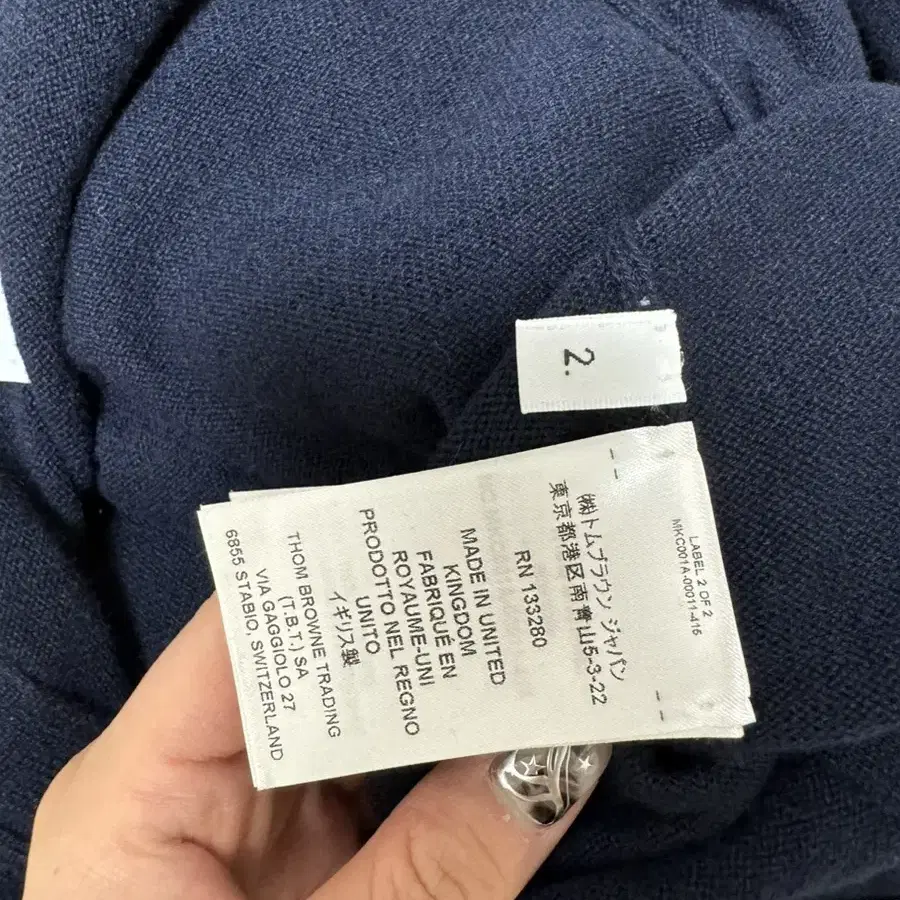 2.
LABEL 2 OF 2
MKC001A-00011-415
㈱トムブラウン ジャパン
東京都港区南青山5-3-22
RN 133280
MADE IN UNITED
KINGDOM
FABRIQUÉ EN
ROYAUME-UNI
PRODOTTO NEL REGNO
UNITO
イギリス製
THOM BROWNE TRADING
(T.B.T.) SA
VIA GAGGIOLO 27
6855 STABIO, SWITZERLAND